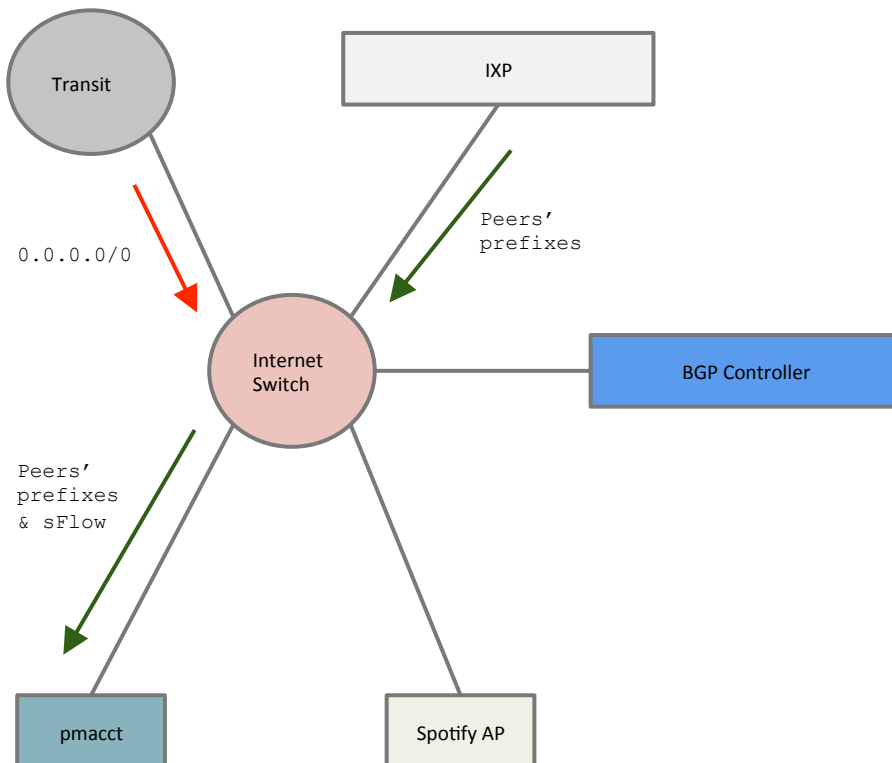 Transit
IXP
0.0.0.0/0
Peers’
prefixes
Internet
Switch
BGP Controller
Peers’
prefixes
& sFlow
pmacct
Spotify AP